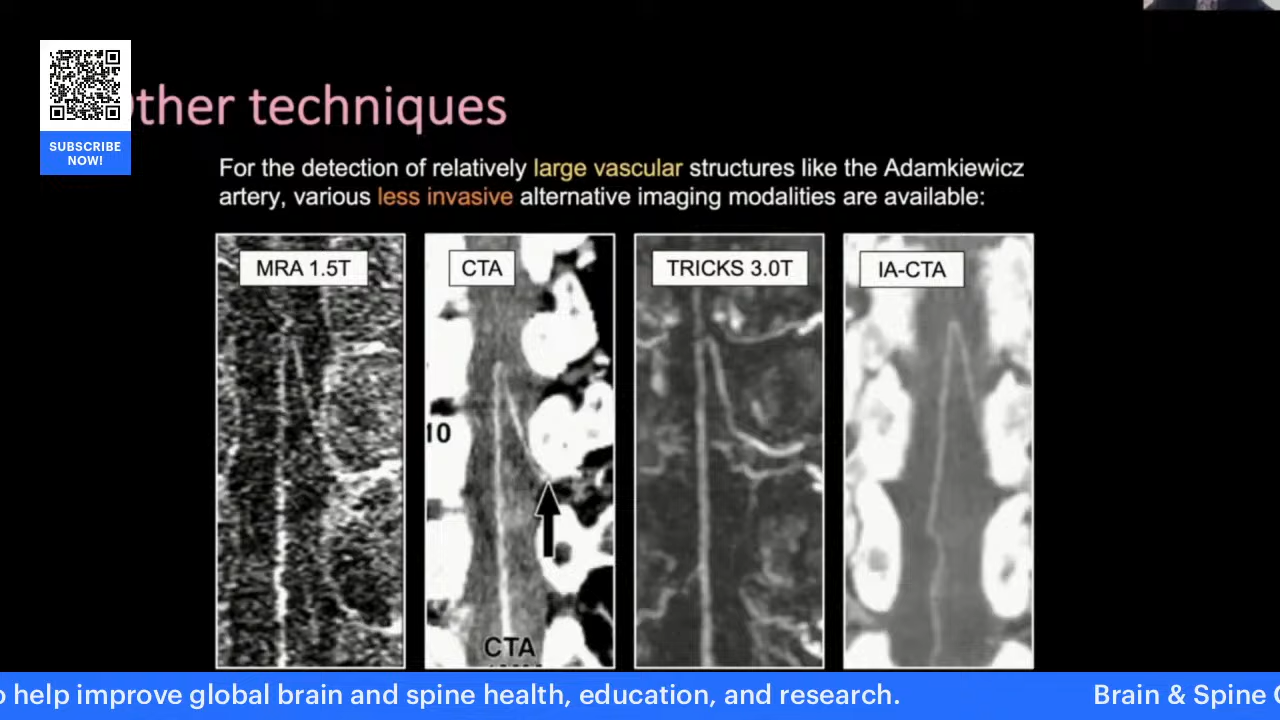 ther techniques
SUBSCRIBE
NOW!
For the detection of relatively large vascular structures like the Adamkiewicz
artery, various less invasive alternative imaging modalities are available:
MRA 1.5T
CTA
TRICKS 3.0T
IA-CTA
10
CTA
help improve global brain and spine health, education, and research.
Brain & Spine